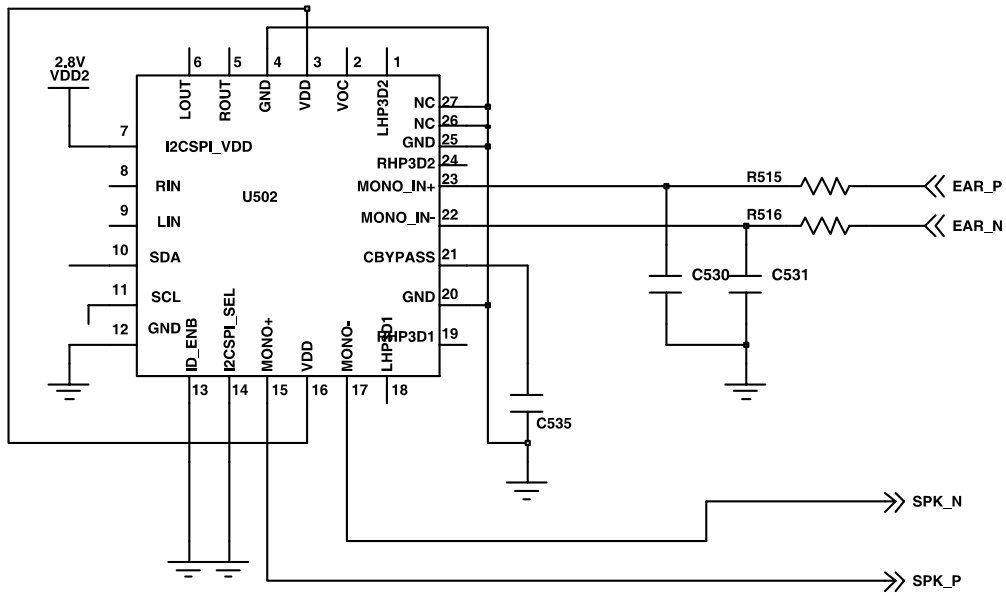 2.8V
VDD2
6
5
4
3
2
1
LOUT
ROUT
GND
VDD
VOC
LHP3D2
NC 27
NC 26
GND 25
RHP3D2 24
MONO_IN+ 23
MONO_IN- 22
CBYPASS 21
GND 20
RHP3D1 19
7 I2CSPI_VDD
8 RIN
9 LIN
10 SDA
11 SCL
12 GND
U502
ID_ENB
I2CSPI_SEL
MONO+
VDD
MONO-
LHP3D1
13
14
15
16
17
18
R515
EAR_P
R516
EAR_N
C530
C531
C535
SPK_N
SPK_P